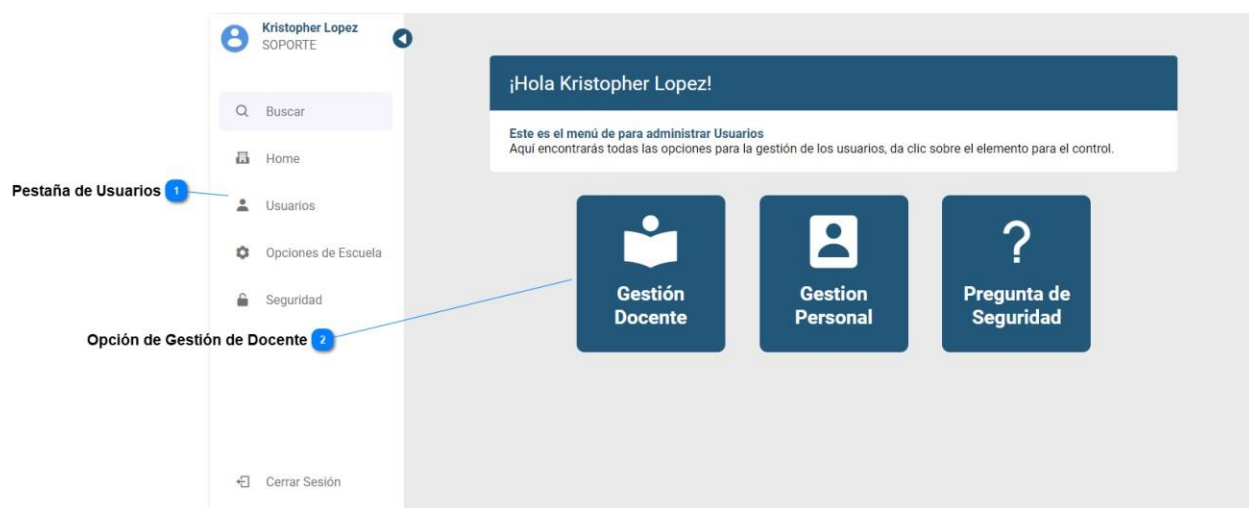 Kristopher Lopez
SOPORTE
Buscar
Home
Usuarios
Opciones de Escuela
Seguridad
Cerrar Sesión
Pestaña de Usuarios 1
Opción de Gestión de Docente 2
¡Hola Kristopher Lopez!
Este es el menú de para administrar Usuarios
Aquí encontrarás todas las opciones para la gestión de los usuarios, da clic sobre el elemento para el control.
Gestión
Docente
Gestion
Personal
?
Pregunta de
Seguridad